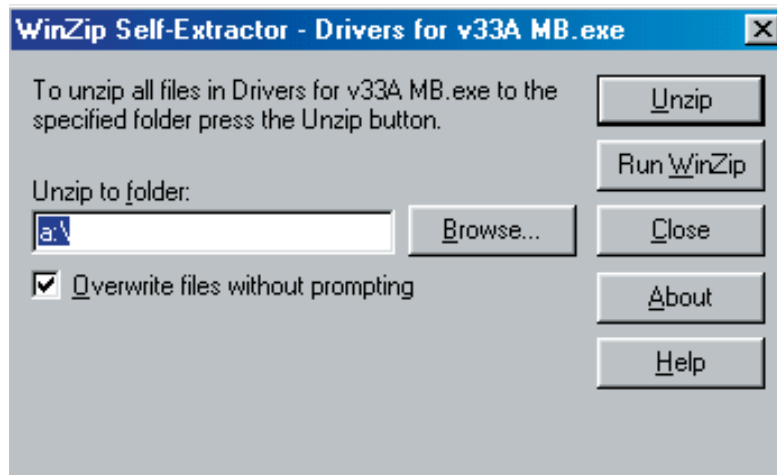 WinZip Self-Extractor - Drivers for v33A MB.exe
To unzip all files in Drivers for v33A MB.exe to the
specified folder press the Unzip button.
Unzip to folder:
a:\
Browse...
Overwrite files without prompting
Unzip
Run WinZip
Close
About
Help